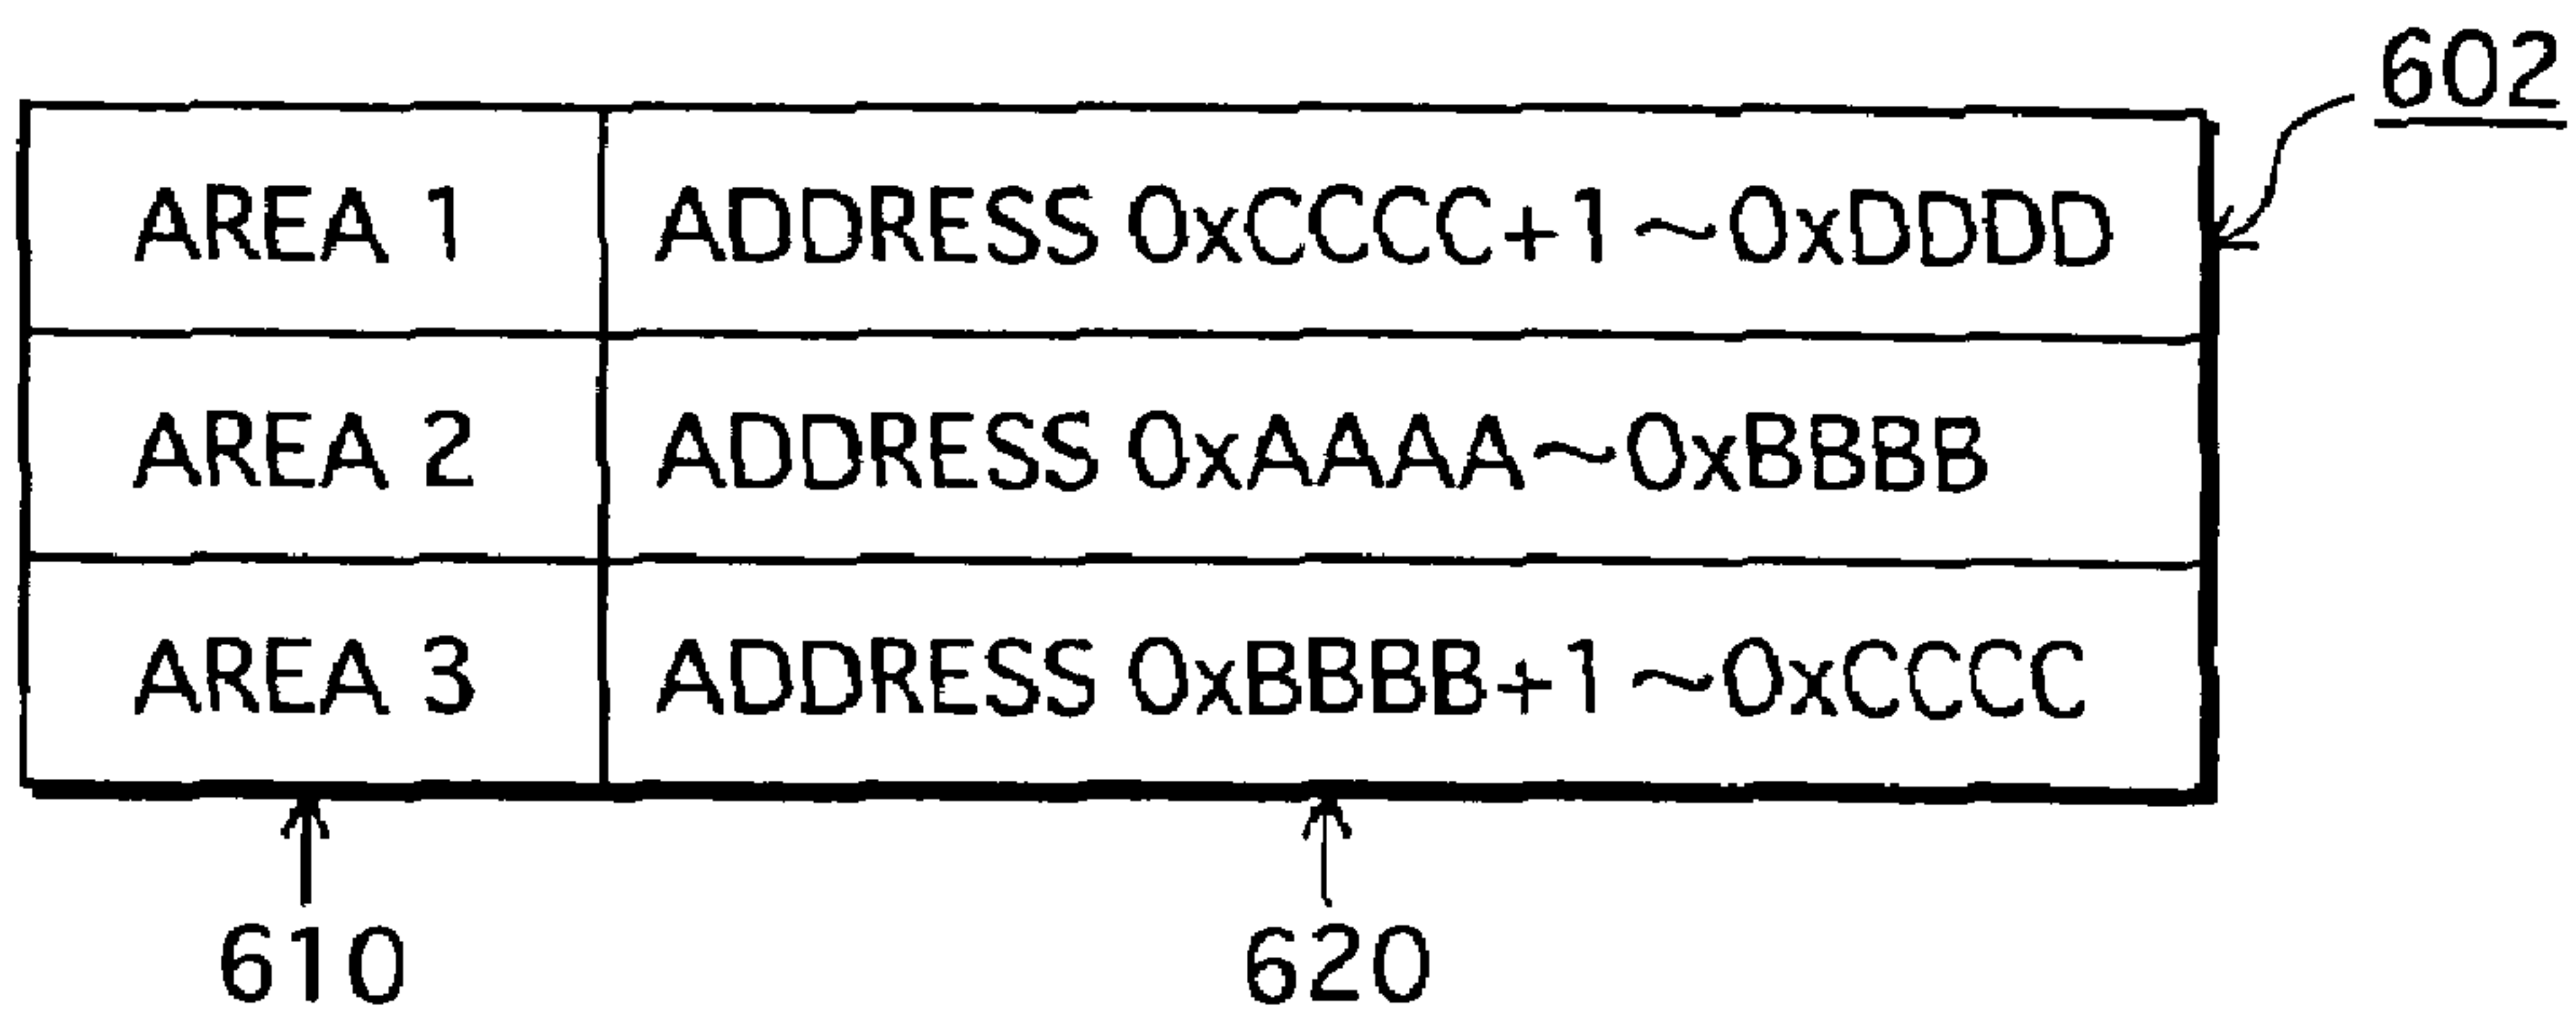 602
AREA 1 ADDRESS 0xCCCC+1~0xDDDD
AREA 2 ADDRESS 0xAAAA~0xBBBB
AREA 3 ADDRESS 0xBBBB+1~0xCCCC
610 620